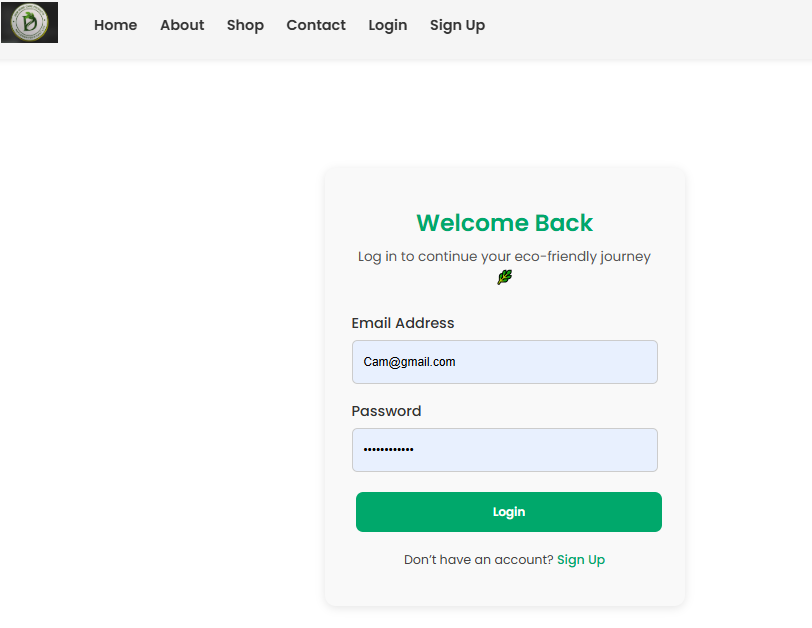 Home About Shop Contact Login Sign Up
Welcome Back
Log in to continue your eco-friendly journey
Email Address
Cam@gmail.com
Password
••••••••••••
Login
Don’t have an account? Sign Up